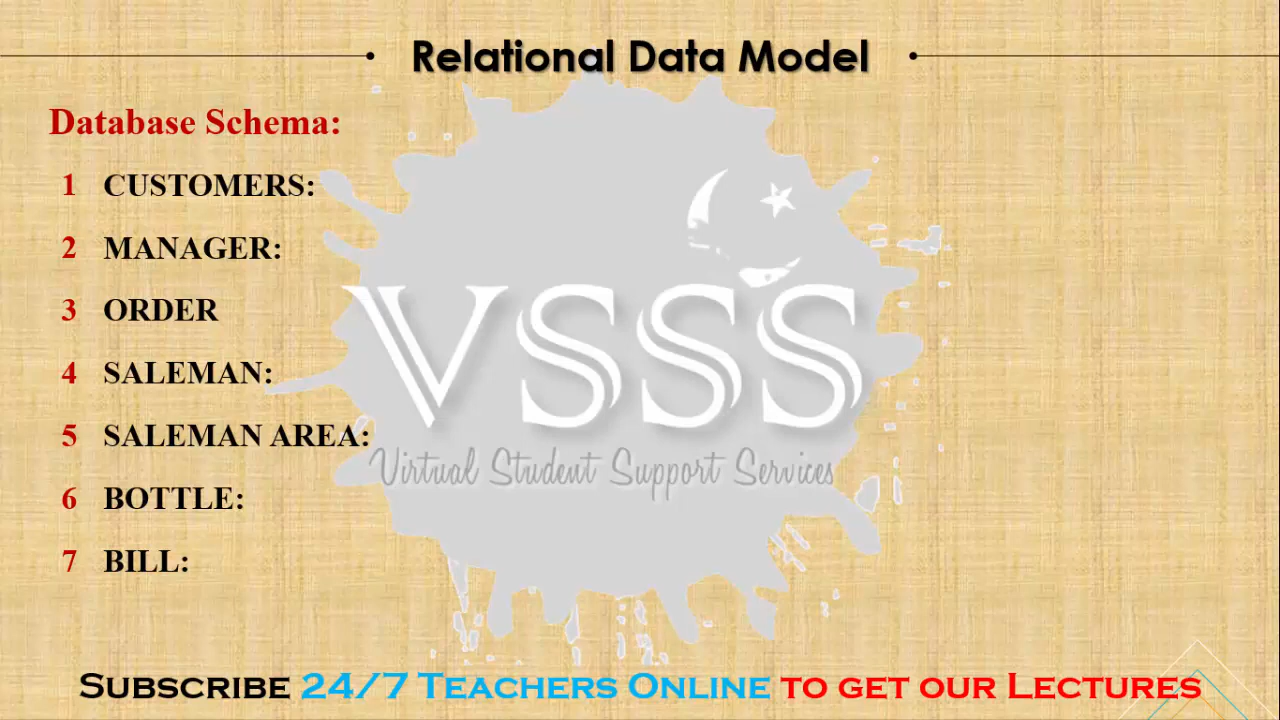 Relational Data Model
Database Schema:
1 CUSTOMERS:
2 MANAGER:
3 ORDER
4 SALEMAN:
5 SALEMAN AREA:
6 BOTTLE:
7 BILL:
VSSS
Virtual Student Support Services
SUBSCRIBE 24/7 TEACHERS ONLINE TO GET OUR LECTURES